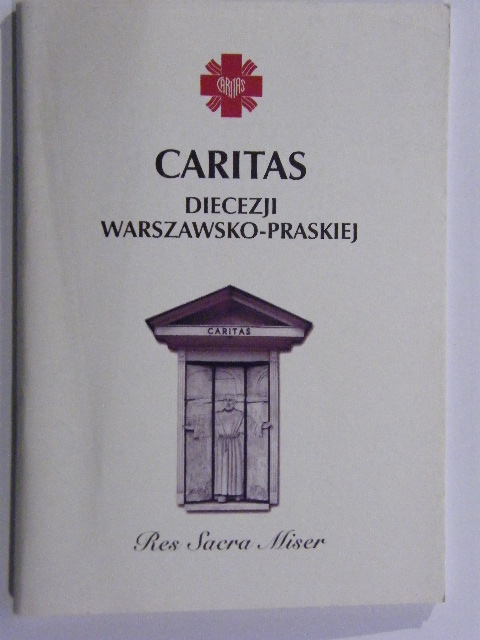 CARITAS
CARITAS
DIECEZJI
WARSZAWSKO-PRASKIEJ
CARITAS
Res Sacra Miser